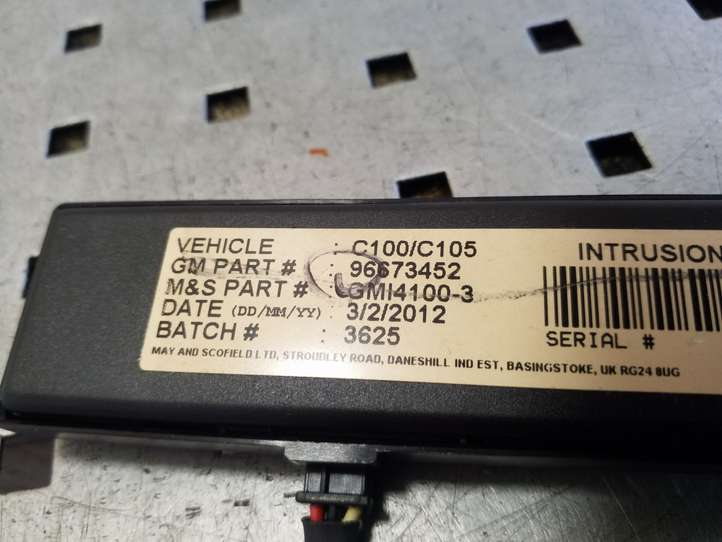 VEHICLE : C100/C105
GM PART # : 96673452
M&S PART # : GMI4100-3
DATE (DD/MM/YY) : 3/2/2012
BATCH # : 3625
MAY AND SCOFIELD LTD, STROUDLEY ROAD, DANESHILL IND EST, BASINGSTOKE, UK RG24 8UG
INTRUSION
SERIAL #